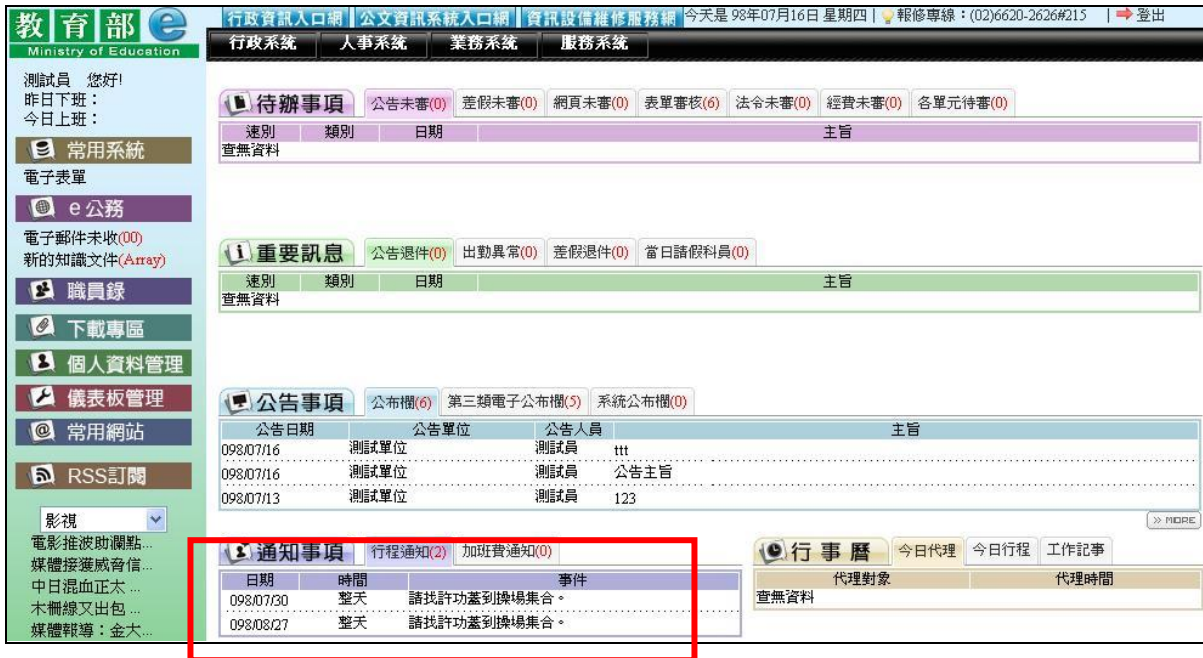 教育部 e
Ministry of Education
行政資訊入口網 公文資訊系統入口網 資訊設備維修服務網 今天是 98年07月16日 星期四 | 報修專線：(02)6620-2626#215 | 登出
行政系統 人事系統 業務系統 服務系統
測試員 您好!
昨日下班：
今日上班：
常用系統
電子表單
e公務
電子郵件未收(00)
新的知識文件(Array)
職員錄
下載專區
個人資料管理
儀表板管理
常用網站
RSS訂閱
影視
電影推波助瀾點...
媒體接獲威脅信...
中日混血正太 ...
木柵線又出包 ...
媒體報導：金大...
待辦事項 公告未審(0) 差假未審(0) 網頁未審(0) 表單審核(6) 法令未審(0) 經費未審(0) 各單元待審(0)
速別 類別 日期 主旨
查無資料
重要訊息 公告退件(0) 出勤異常(0) 差假退件(0) 當日請假科員(0)
速別 類別 日期 主旨
查無資料
公告事項 公布欄(6) 第三類電子公布欄(5) 系統公布欄(0)
公告日期 公告單位 公告人員 主旨
098/07/16 測試單位 測試員 ttt
098/07/16 測試單位 測試員 公告主旨
098/07/13 測試單位 測試員 123
» MORE
通知事項 行程通知(2) 加班費通知(0)
日期 時間 事件
098/07/30 整天 請找許功蓋到操場集合。
098/08/27 整天 請找許功蓋到操場集合。
行事曆 今日代理 今日行程 工作記事
代理對象 代理時間
查無資料